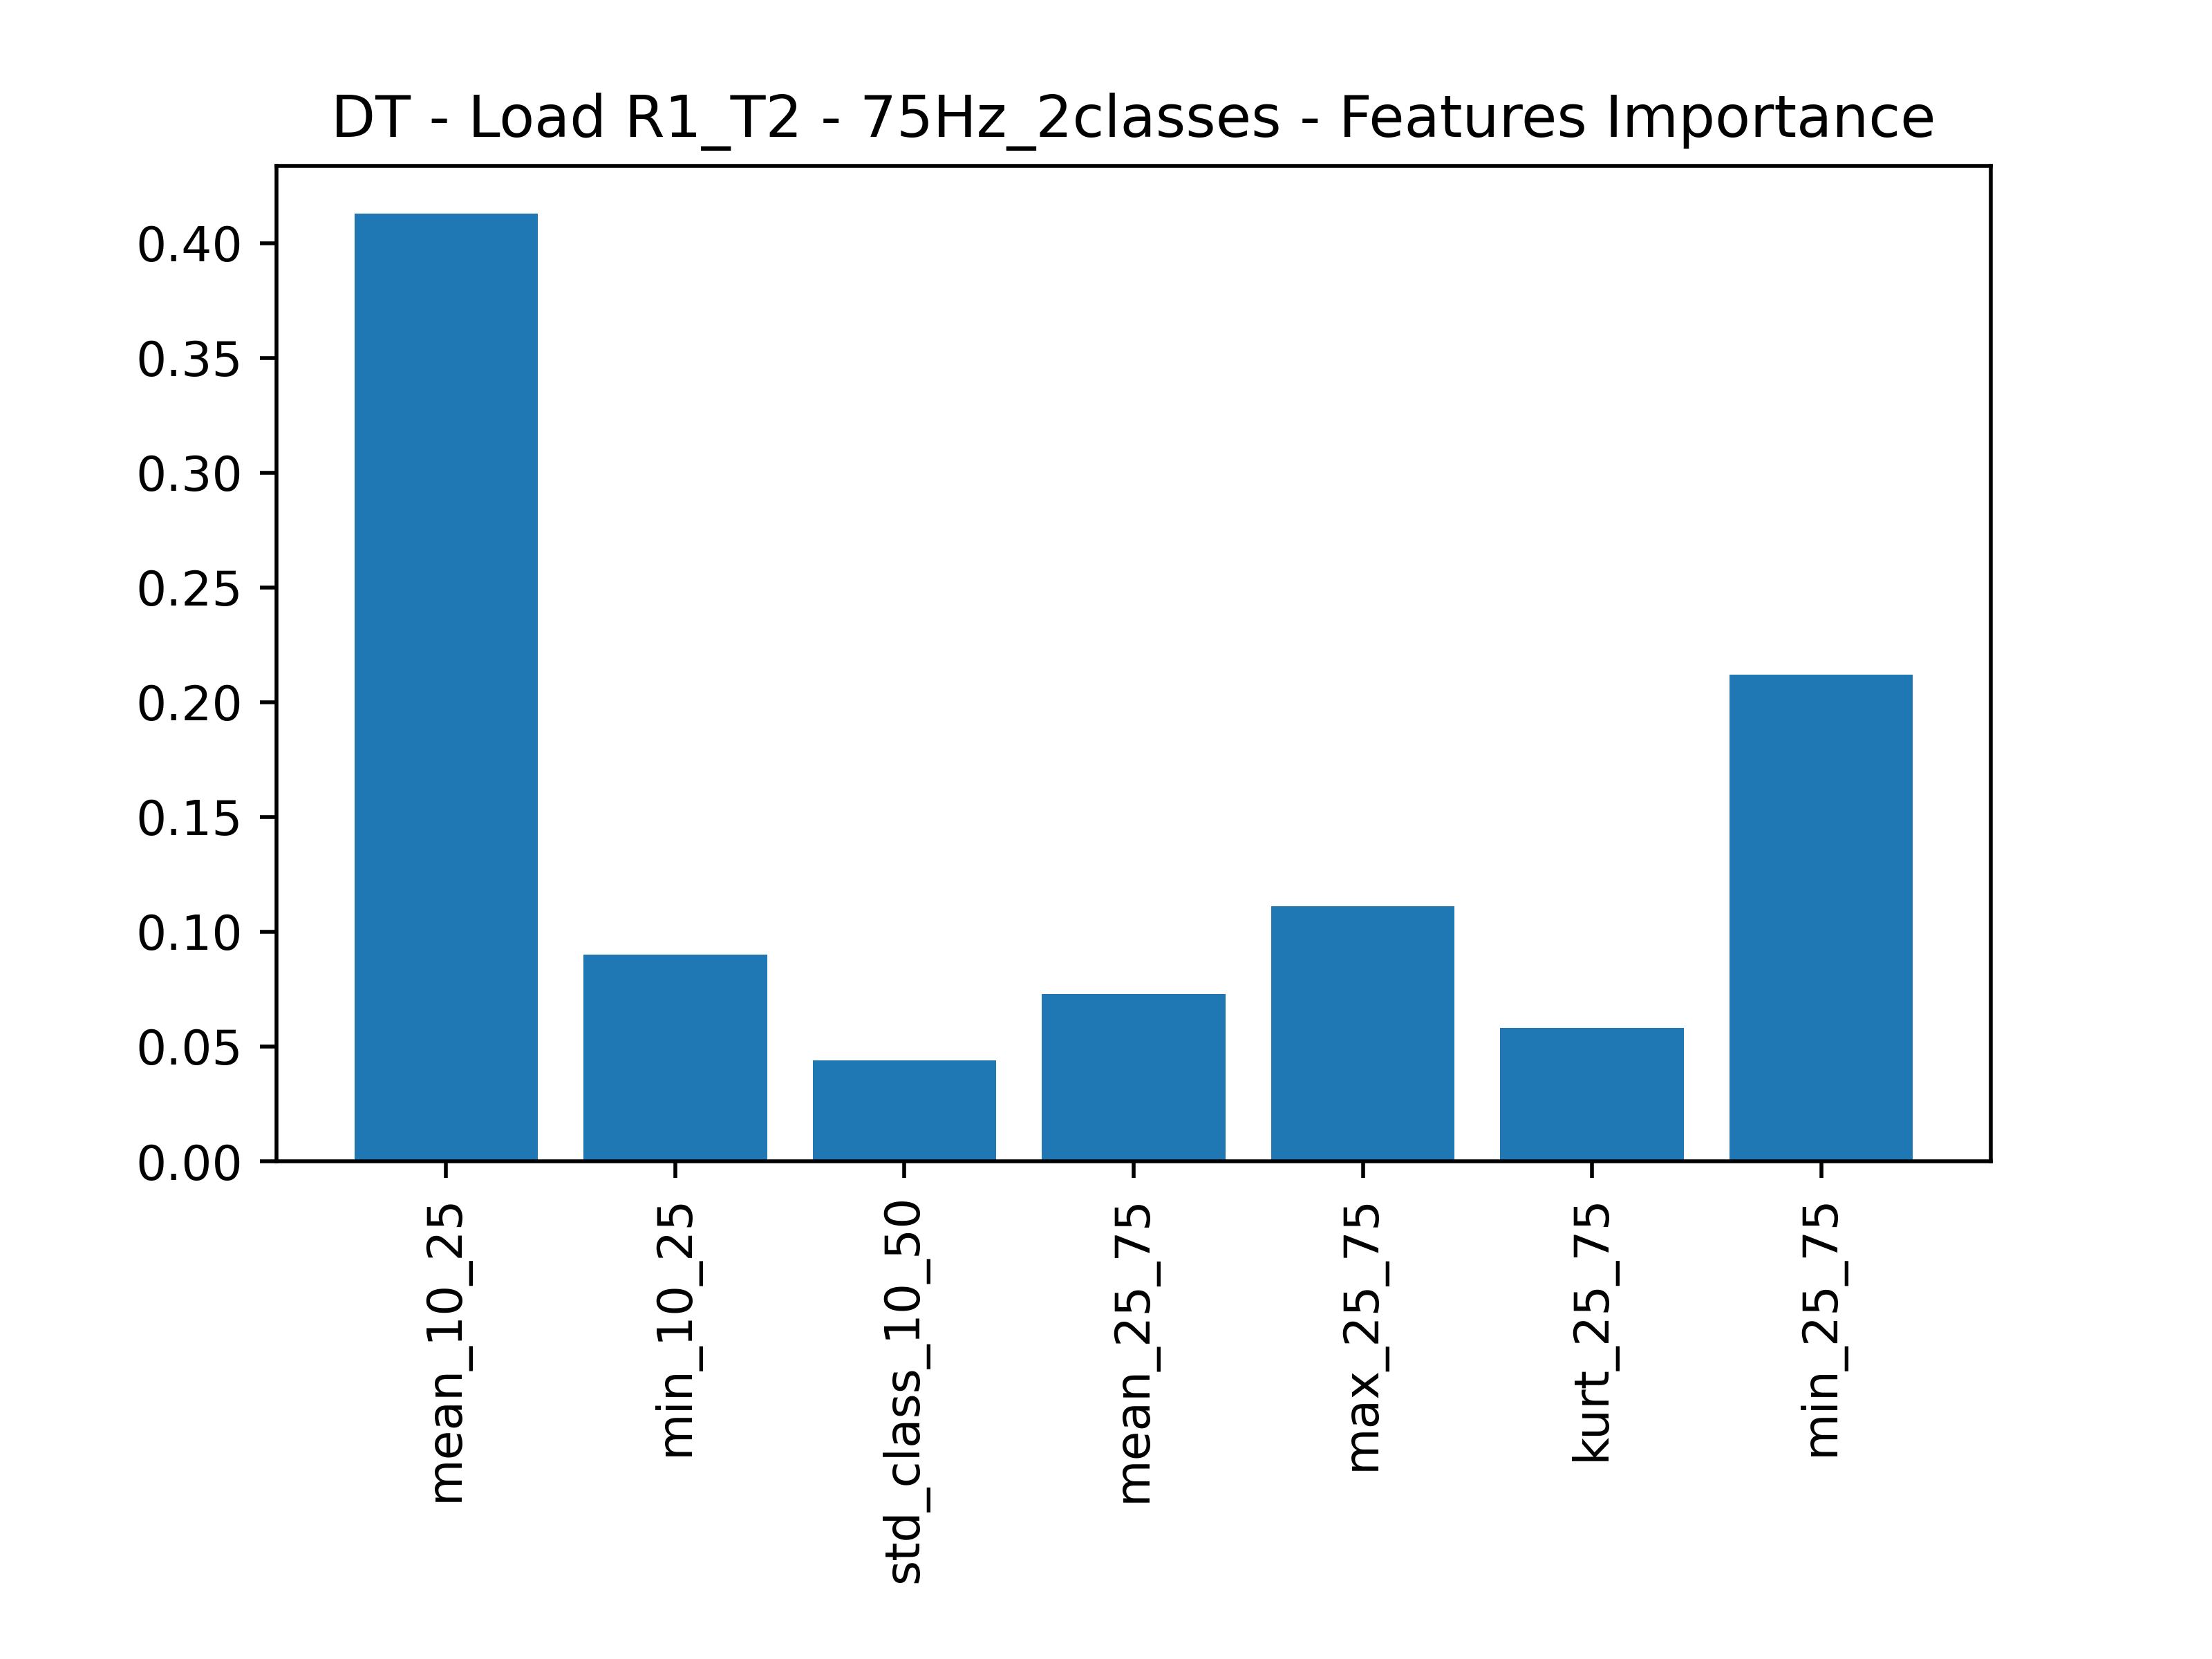 DT - Load R1_T2 - 75Hz_2classes - Features Importance
0.40
0.35
0.30
0.25
0.20
0.15
0.10
0.05
0.00
mean_10_25
min_10_25
std_class_10_50
mean_25_75
max_25_75
kurt_25_75
min_25_75